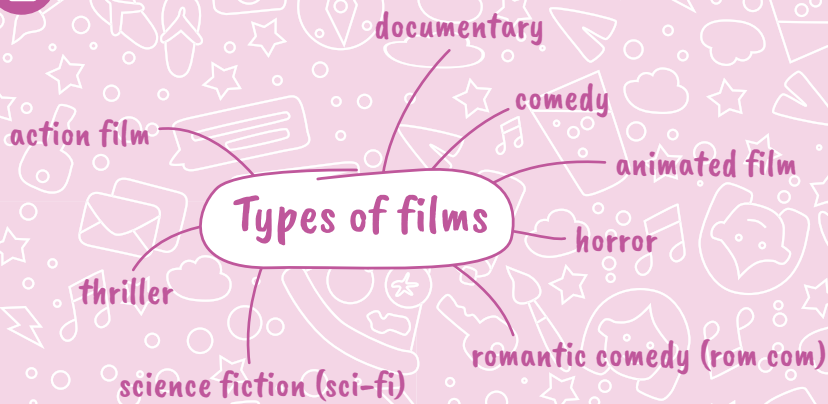 documentary
comedy
action film
animated film
Types of films
horror
thriller
romantic comedy (rom com)
science fiction (sci-fi)